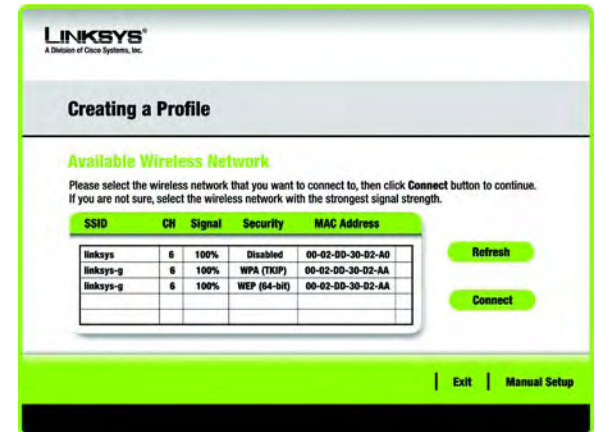 LINKSYS®
A Division of Cisco Systems, Inc.
Creating a Profile
Available Wireless Network
Please select the wireless network that you want to connect to, then click Connect button to continue.
If you are not sure, select the wireless network with the strongest signal strength.
SSID CH Signal Security MAC Address
linksys 6 100% Disabled 00-02-DD-30-D2-A0
linksys-g 6 100% WPA (TKIP) 00-02-DD-30-D2-AA
linksys-g 6 100% WEP (64-bit) 00-02-DD-30-D2-AA
Refresh
Connect
Exit Manual Setup